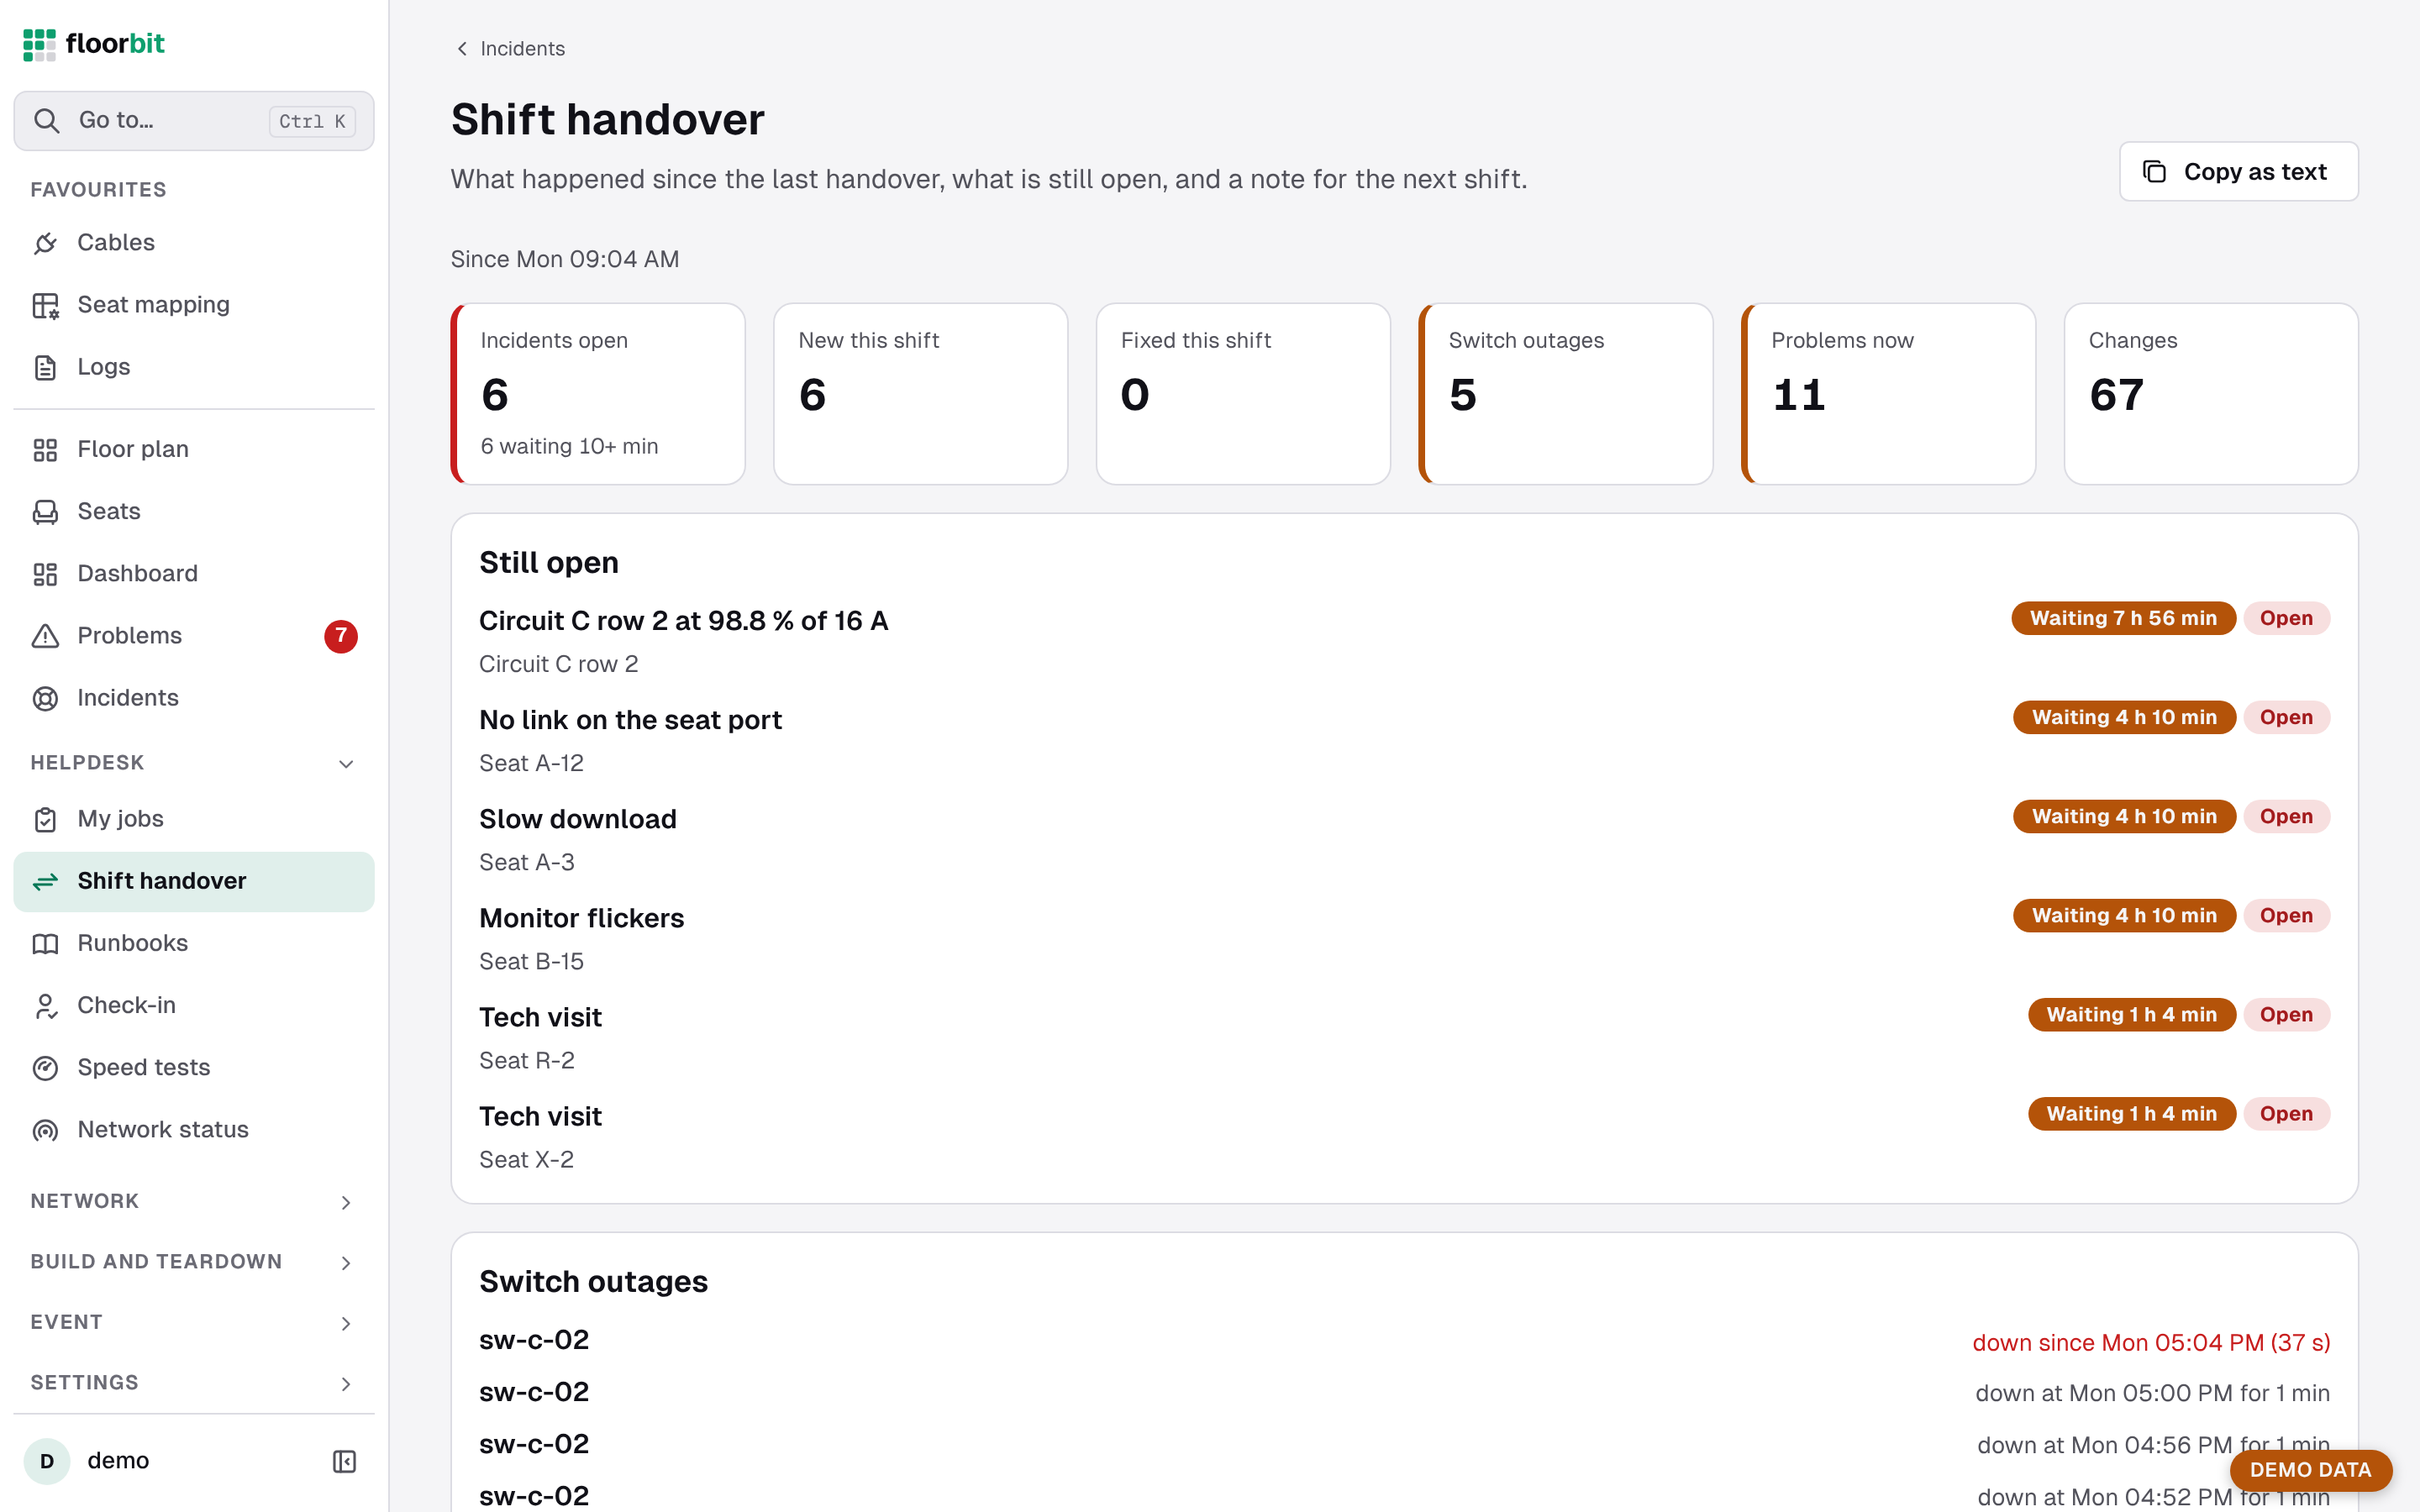 floorbit
Go to...
Ctrl K
FAVOURITES
Cables
Seat mapping
Logs
Floor plan
Seats
Dashboard
Problems 7
Incidents
HELPDESK
My jobs
Shift handover
Runbooks
Check-in
Speed tests
Network status
NETWORK
BUILD AND TEARDOWN
EVENT
SETTINGS
D demo
Incidents
Shift handover
What happened since the last handover, what is still open, and a note for the next shift.
Copy as text
Since Mon 09:04 AM
Incidents open
6
6 waiting 10+ min
New this shift
6
Fixed this shift
0
Switch outages
5
Problems now
11
Changes
67
Still open
Circuit C row 2 at 98.8 % of 16 A
Waiting 7 h 56 min Open
Circuit C row 2
No link on the seat port
Waiting 4 h 10 min Open
Seat A-12
Slow download
Waiting 4 h 10 min Open
Seat A-3
Monitor flickers
Waiting 4 h 10 min Open
Seat B-15
Tech visit
Waiting 1 h 4 min Open
Seat R-2
Tech visit
Waiting 1 h 4 min Open
Seat X-2
Switch outages
sw-c-02
down since Mon 05:04 PM (37 s)
sw-c-02
down at Mon 05:00 PM for 1 min
sw-c-02
down at Mon 04:56 PM for 1 min
sw-c-02
down at Mon 04:52 PM for 1 min
DEMO DATA